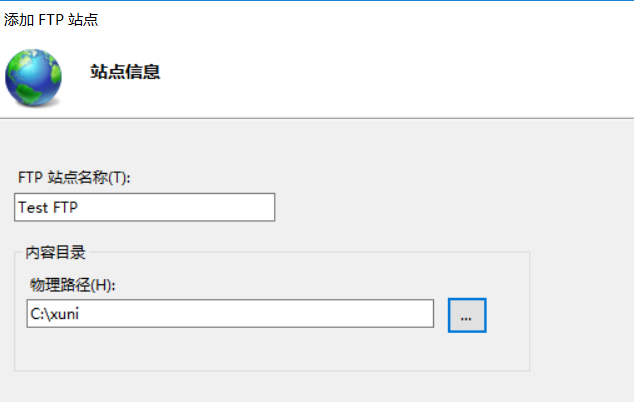 添加 FTP 站点
站点信息
FTP 站点名称(T):
Test FTP
内容目录
物理路径(H):
C:\xuni
...